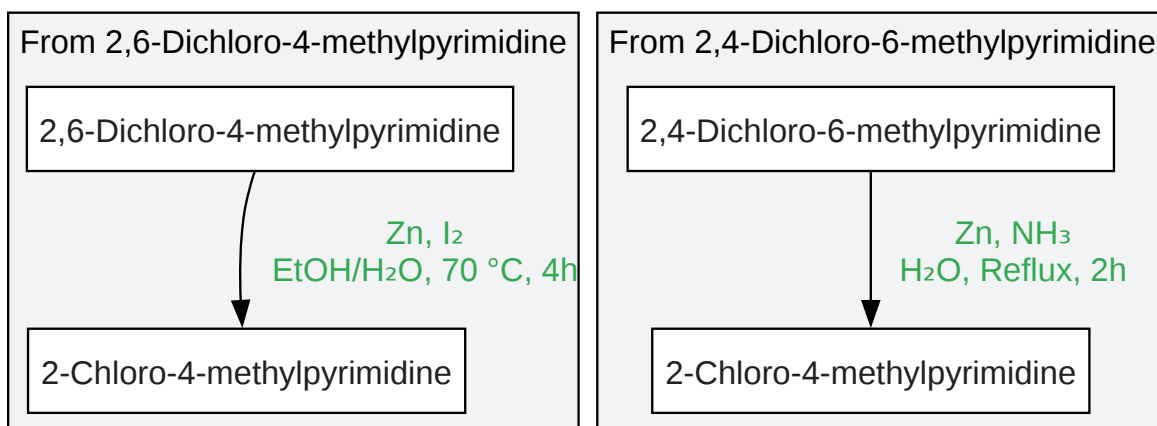 From 2,6-Dichloro-4-methylpyrimidine
2,6-Dichloro-4-methylpyrimidine
Zn, I₂
EtOH/H₂O, 70 °C, 4h
2-Chloro-4-methylpyrimidine
From 2,4-Dichloro-6-methylpyrimidine
2,4-Dichloro-6-methylpyrimidine
Zn, NH₃
H₂O, Reflux, 2h
2-Chloro-4-methylpyrimidine